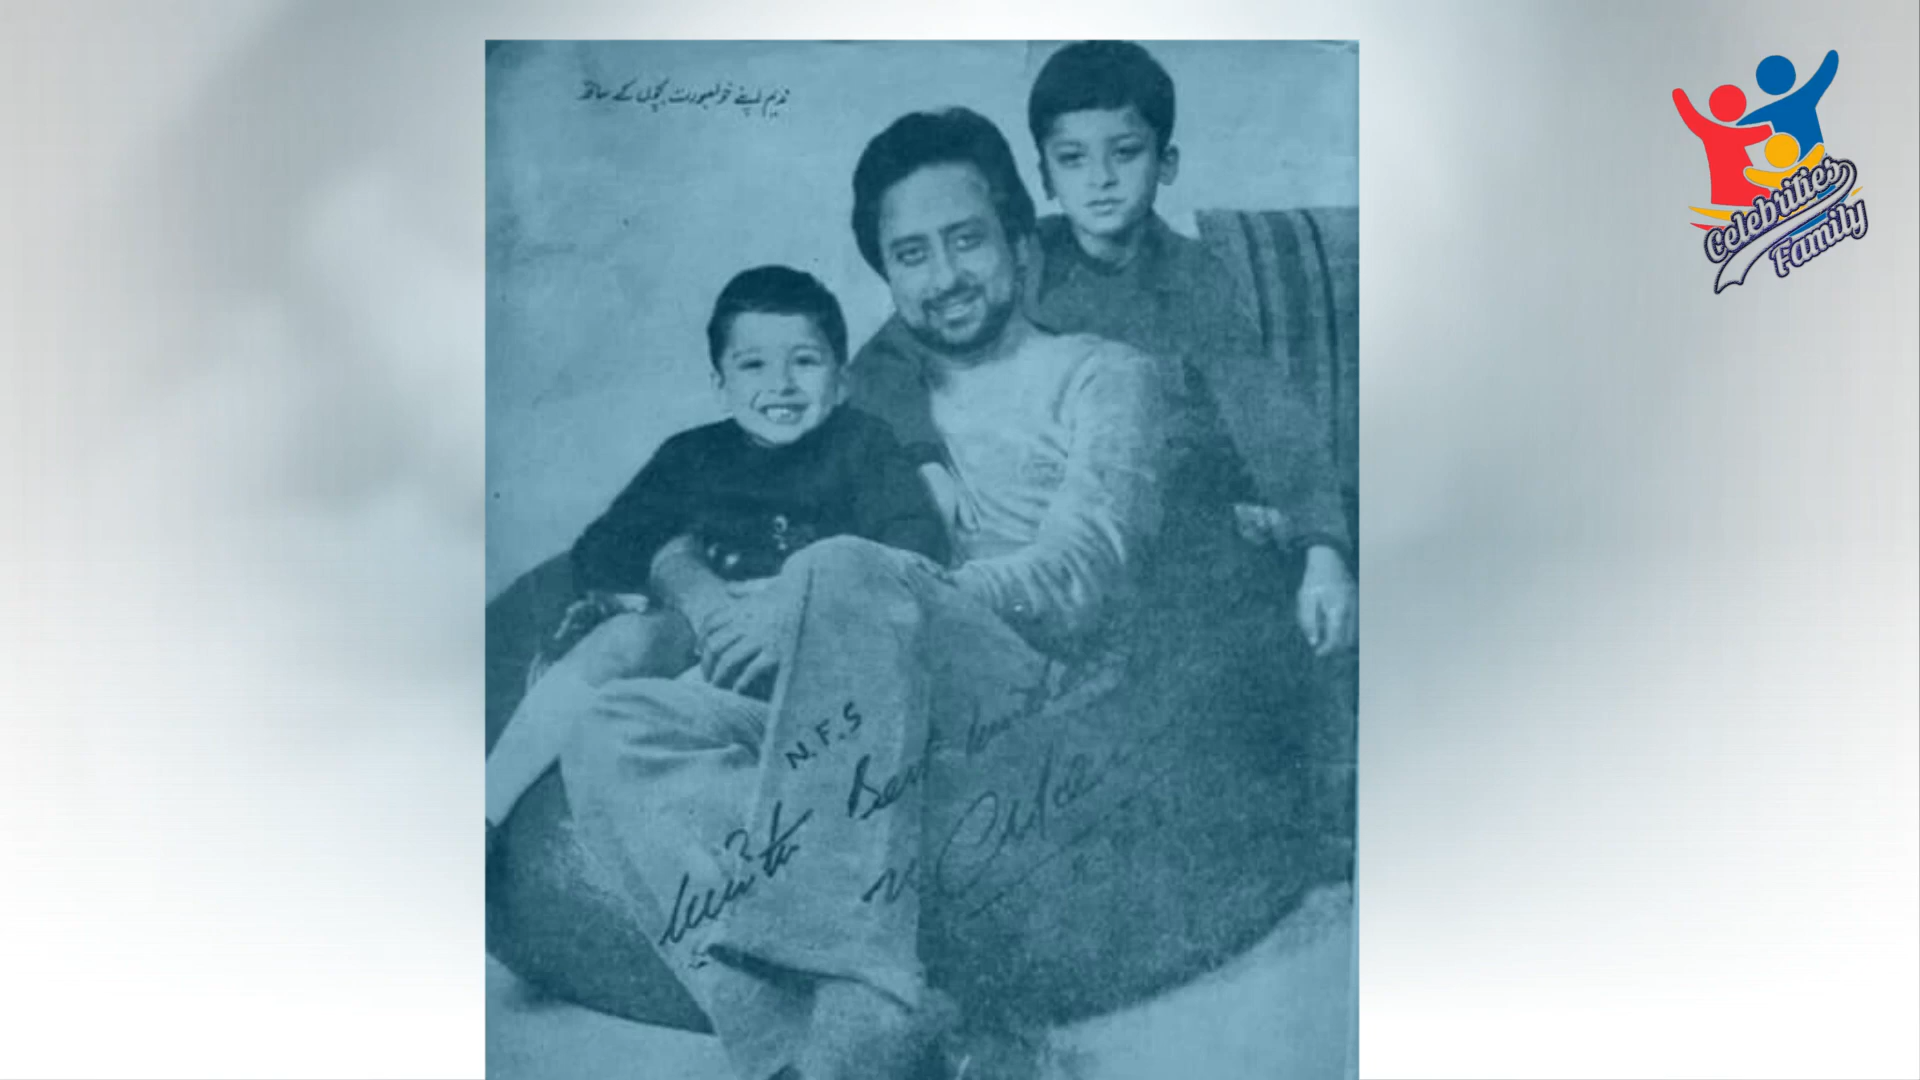 ندیم اپنے خوبصورت بچوں کے ساتھ
Celebrities
Family
N.F.S
with Best